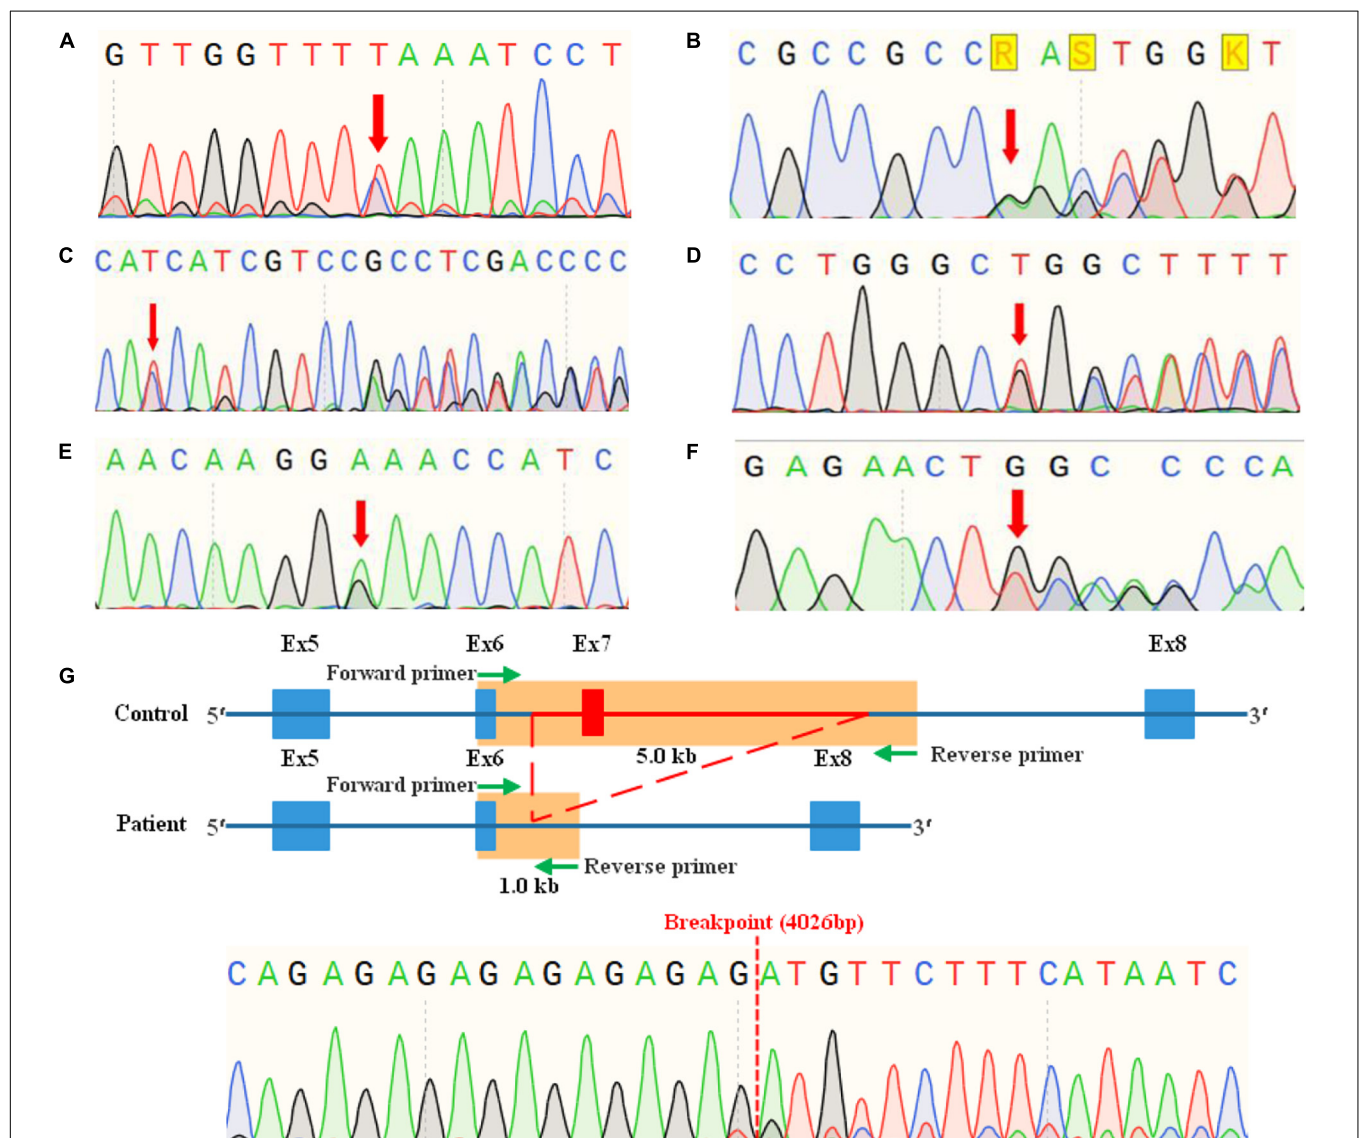 A
G T T G G T T T T A A A T C C T
B
C G C C G C C R A S T G G K T
C
C A T C A T C G T C C G C C T C G A C C C C
D
C C T G G G C T G G C T T T T
E
A A C A A G G A A A C C A T C
F
G A G A A C T G G C C C C A
G
Ex5 Ex6 Ex7 Ex8
Forward primer
Control 5' 3'
Ex5 Ex6 5.0 kb Ex8 Reverse primer
Forward primer
Patient 5' 3'
Reverse primer
1.0 kb
Breakpoint (4026bp)
C A G A G A G A G A G A G A G A G A T G T T C T T T C A T A A T C